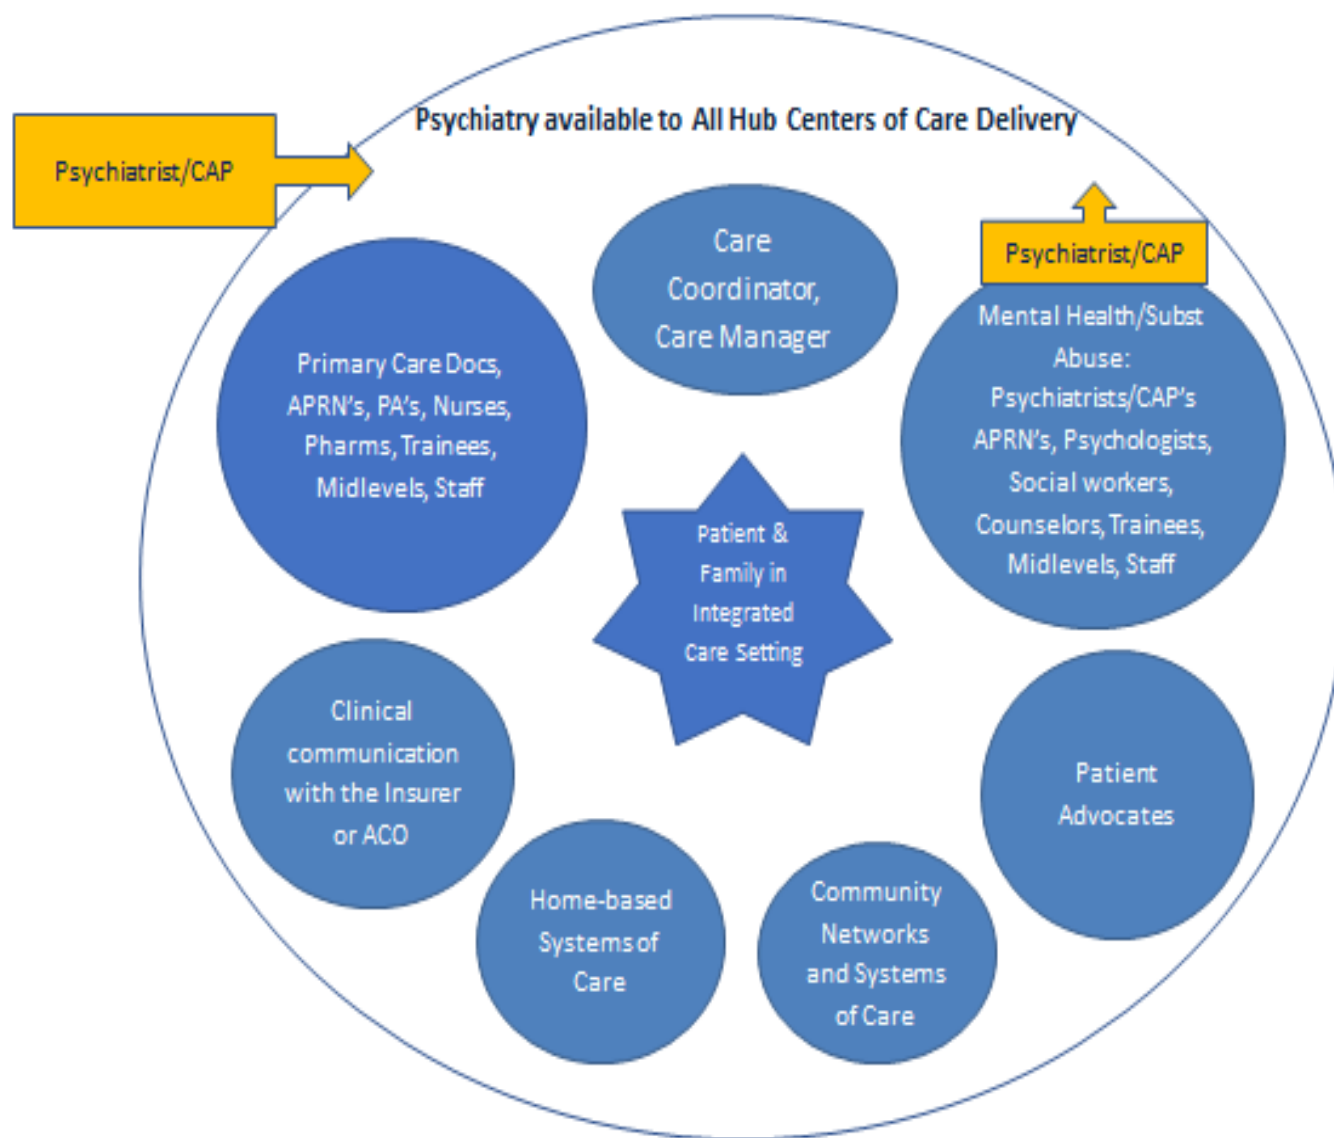 Psychiatry available to All Hub Centers of Care Delivery
Psychiatrist/CAP
Care
Coordinator,
Care Manager
Psychiatrist/CAP
Mental Health/Subst
Abuse:
Psychiatrists/CAP's
APRN's, Psychologists,
Social workers,
Counselors, Trainees,
Midlevels, Staff
Primary Care Docs,
APRN's, PA's, Nurses,
Pharms, Trainees,
Midlevels, Staff
Patient &
Family in
Integrated
Care Setting
Clinical
communication
with the Insurer
or ACO
Patient
Advocates
Home-based
Systems of
Care
Community
Networks
and Systems
of Care